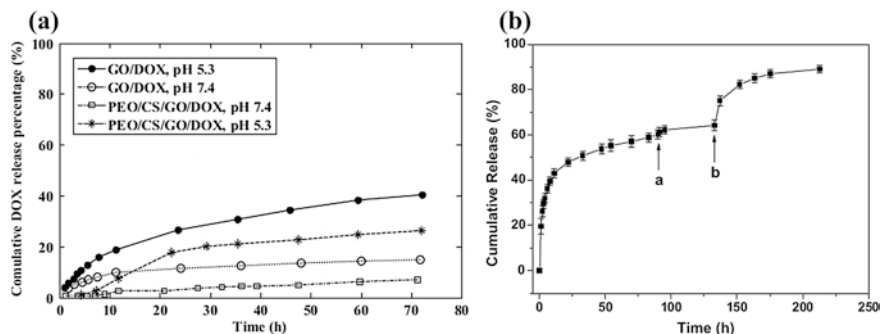 (a)
Comulative DOX release percentage (%)
100
80
60
40
20
0
GO/DOX, pH 5.3
GO/DOX, pH 7.4
PEO/CS/GO/DOX, pH 7.4
PEO/CS/GO/DOX, pH 5.3
0 10 20 30 40 50 60 70 80
Time (h)
(b)
Cumulative Release (%)
100
80
60
40
20
0
a
b
0 50 100 150 200 250
Time (h)